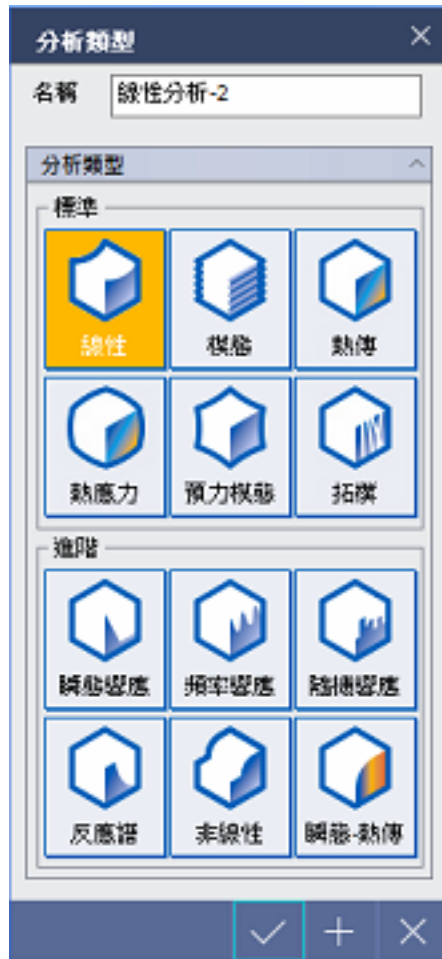 分析類型
名稱 線性分析-2
分析類型
標準
線性 模態 熱傳
熱應力 預力模態 拓樸
進階
瞬態響應 頻率響應 隨機響應
反應譜 非線性 瞬態-熱傳